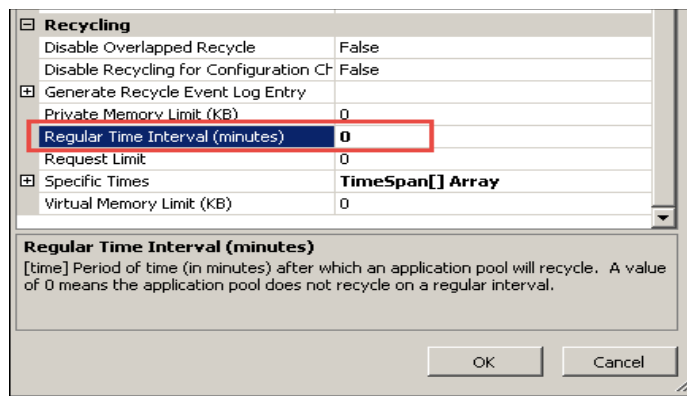 Recycling
Disable Overlapped Recycle False
Disable Recycling for Configuration Ch False
Generate Recycle Event Log Entry
Private Memory Limit (KB) 0
Regular Time Interval (minutes) 0
Request Limit 0
Specific Times TimeSpan[] Array
Virtual Memory Limit (KB) 0
Regular Time Interval (minutes)
[time] Period of time (in minutes) after which an application pool will recycle. A value
of 0 means the application pool does not recycle on a regular interval.
OK Cancel